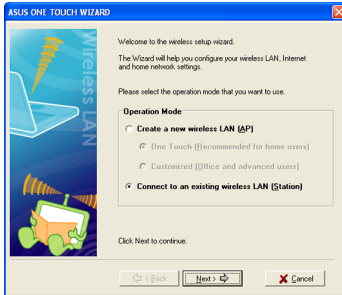 ASUS ONE TOUCH WIZARD
Wireless LAN
Welcome to the wireless setup wizard.
The Wizard will help you configure your wireless LAN, Internet
and home network settings.
Please select the operation mode that you want to use.
Operation Mode
Create a new wireless LAN (AP)
One Touch (Recommended for home users)
Customized (Office and advanced users)
Connect to an existing wireless LAN (Station)
Click Next to continue.
< Back
Next >
Cancel